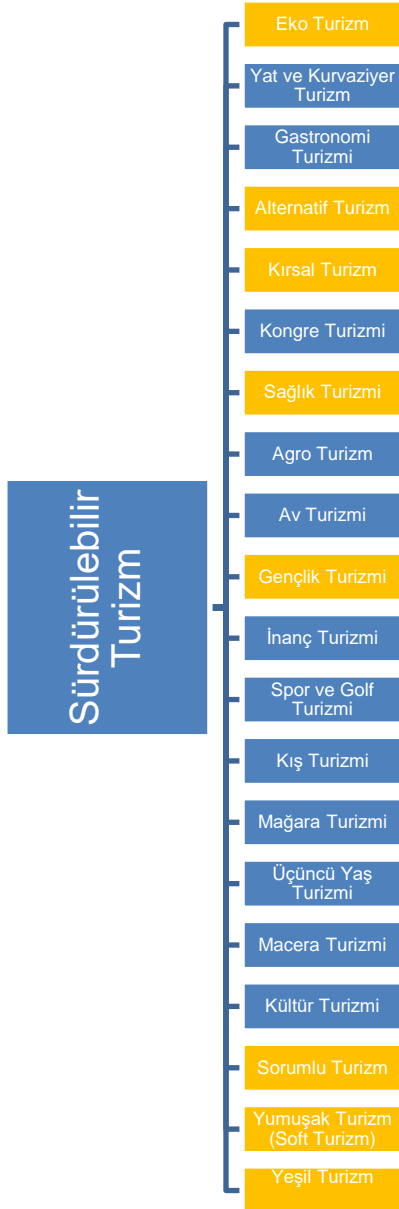 Sürdürülebilir
Turizm
Eko Turizm
Yat ve Kurvaziyer
Turizm
Gastronomi
Turizmi
Alternatif Turizm
Kırsal Turizm
Kongre Turizmi
Sağlık Turizmi
Agro Turizm
Av Turizmi
Gençlik Turizmi
İnanç Turizmi
Spor ve Golf
Turizmi
Kış Turizmi
Mağara Turizmi
Üçüncü Yaş
Turizmi
Macera Turizmi
Kültür Turizmi
Sorumlu Turizm
Yumuşak Turizm
(Soft Turizm)
Yeşil Turizm